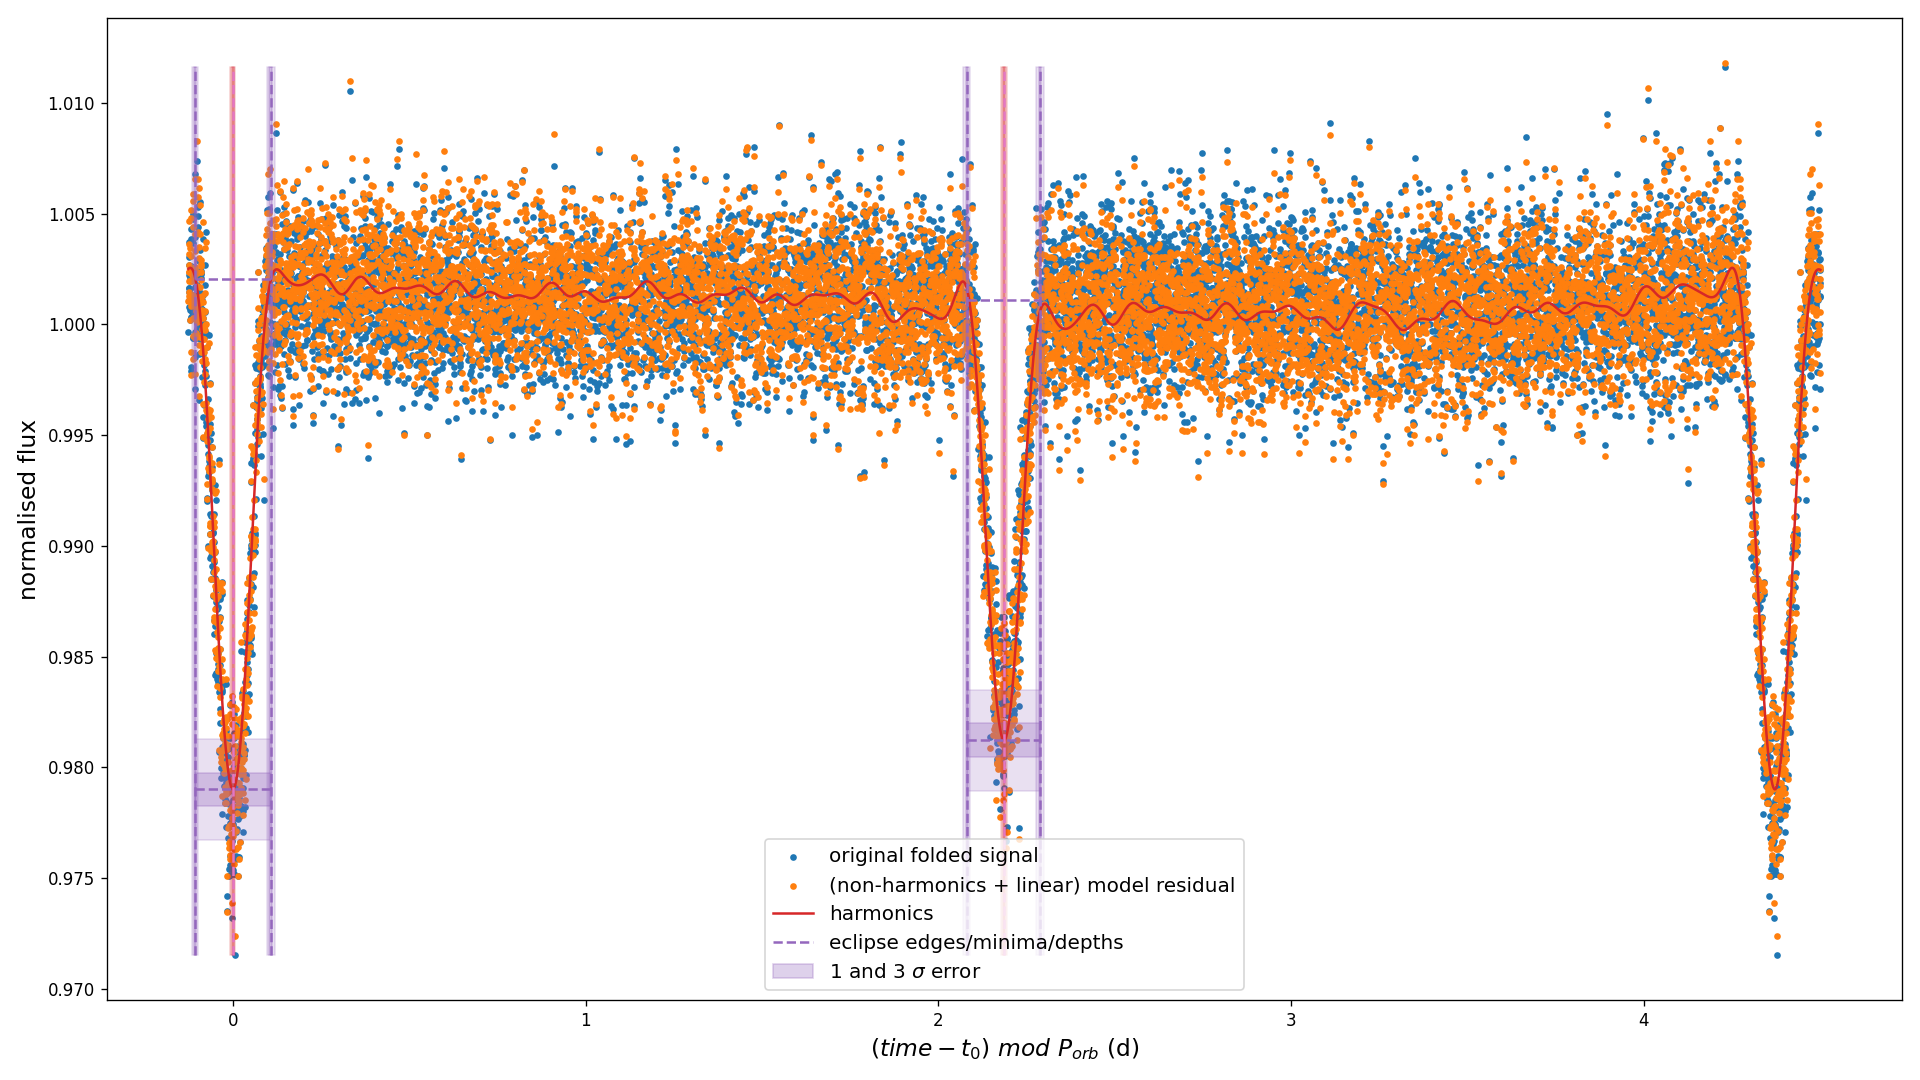 normalised flux
1.010
1.005
1.000
0.995
0.990
0.985
0.980
0.975
0.970
original folded signal
(non-harmonics + linear) model residual
harmonics
eclipse edges/minima/depths
1 and 3 σ error
0 1 2 3 4
(time − t₀) mod Pₒᵣb (d)